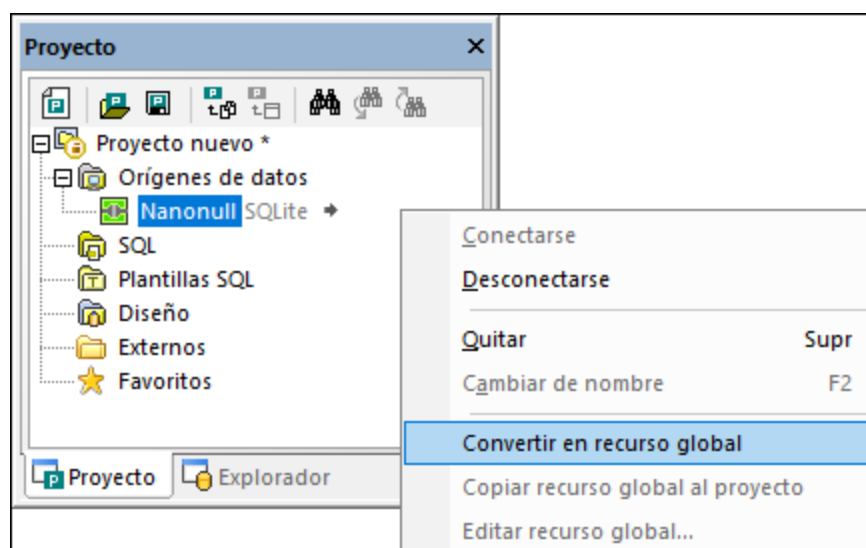 Proyecto
Proyecto nuevo *
Orígenes de datos
Nanonull SQLite
SQL
Plantillas SQL
Diseño
Externos
Favoritos
Proyecto
Explorador
Conectarse
Desconectarse
Quitar Supr
Cambiar de nombre F2
Convertir en recurso global
Copiar recurso global al proyecto
Editar recurso global...